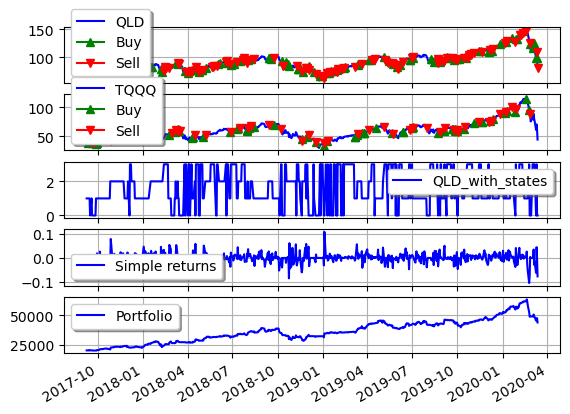 QLD
Buy
Sell
150
100
TQQQ
Buy
Sell
100
50
QLD_with_states
2
0
Simple returns
0.1
0.0
−0.1
Portfolio
50000
25000
2017-10
2018-01
2018-04
2018-07
2018-10
2019-01
2019-04
2019-07
2019-10
2020-01
2020-04